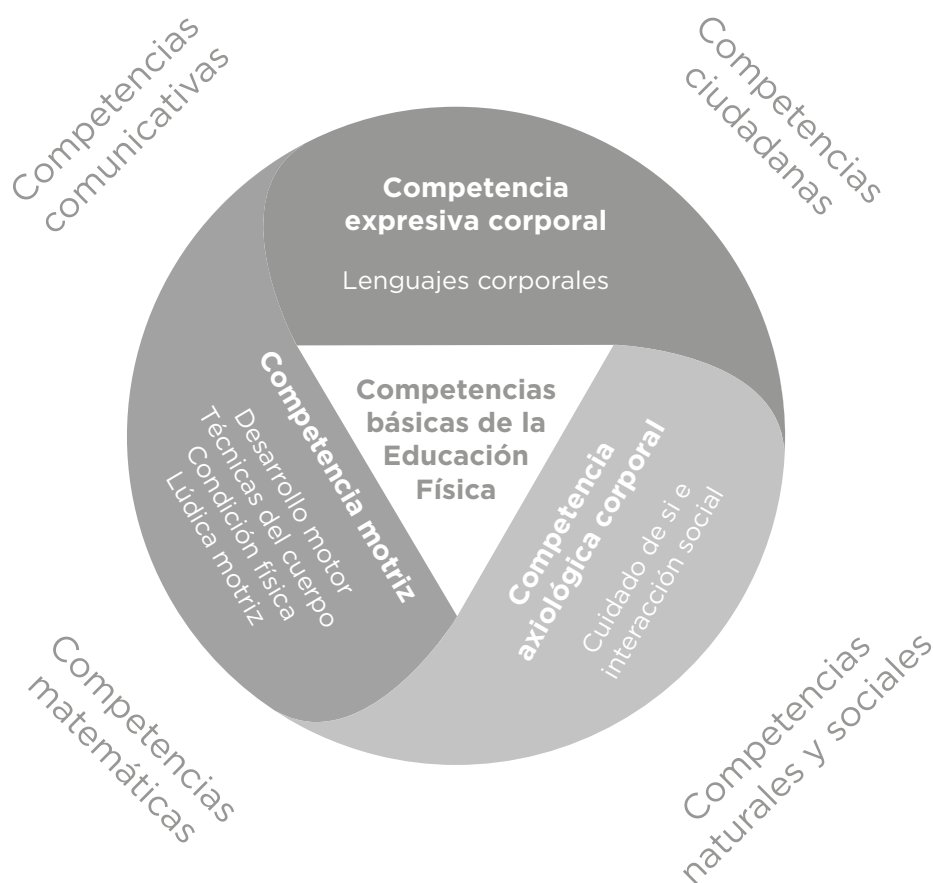 Competencias
comunicativas
Competencias
ciudadanas
Competencia
expresiva corporal
Lenguajes corporales
Competencias
básicas de la
Educación
Física
Competencia motriz
Desarrollo motor
Técnicas del cuerpo
Condición física
Lúdica motriz
Competencia
axiológica corporal
Cuidado de si e
interacción social
Competencias
matemáticas
Competencias
naturales y sociales